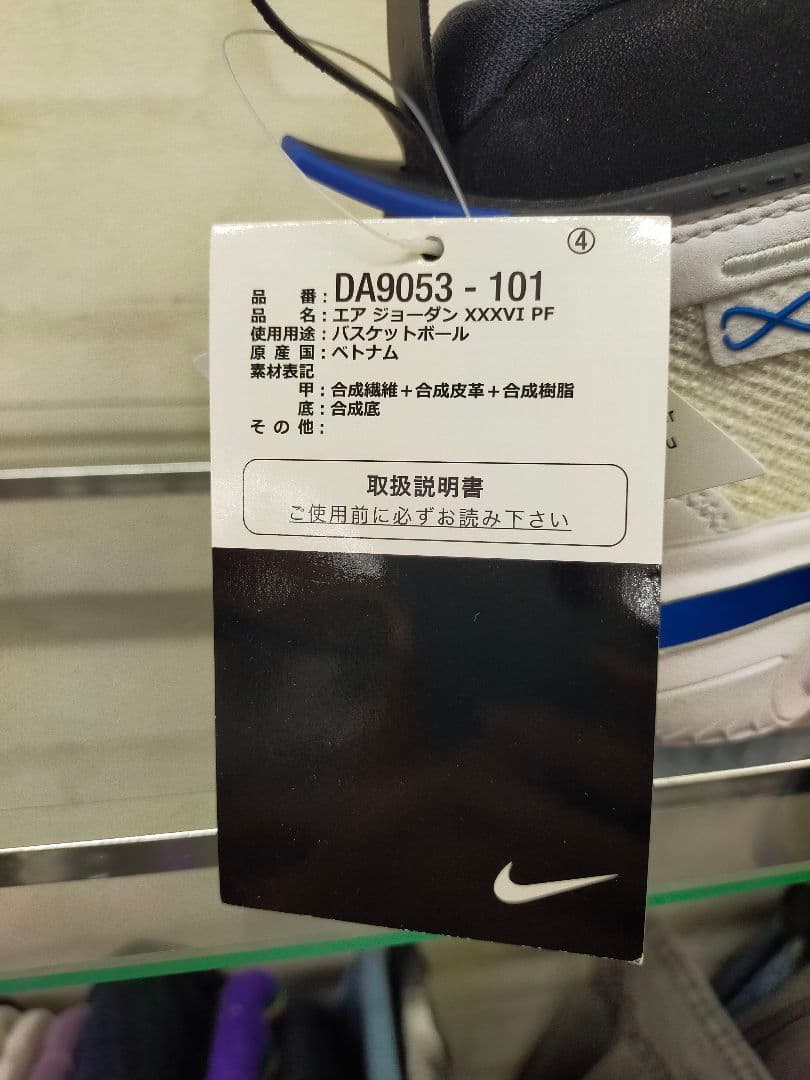 ④
品 番：DA9053 - 101
品 名：エア ジョーダン XXXVI PF
使用用途：バスケットボール
原 産 国：ベトナム
素材表記
甲：合成繊維＋合成皮革＋合成樹脂
底：合成底
そ の 他：
取扱説明書
ご使用前に必ずお読み下さい